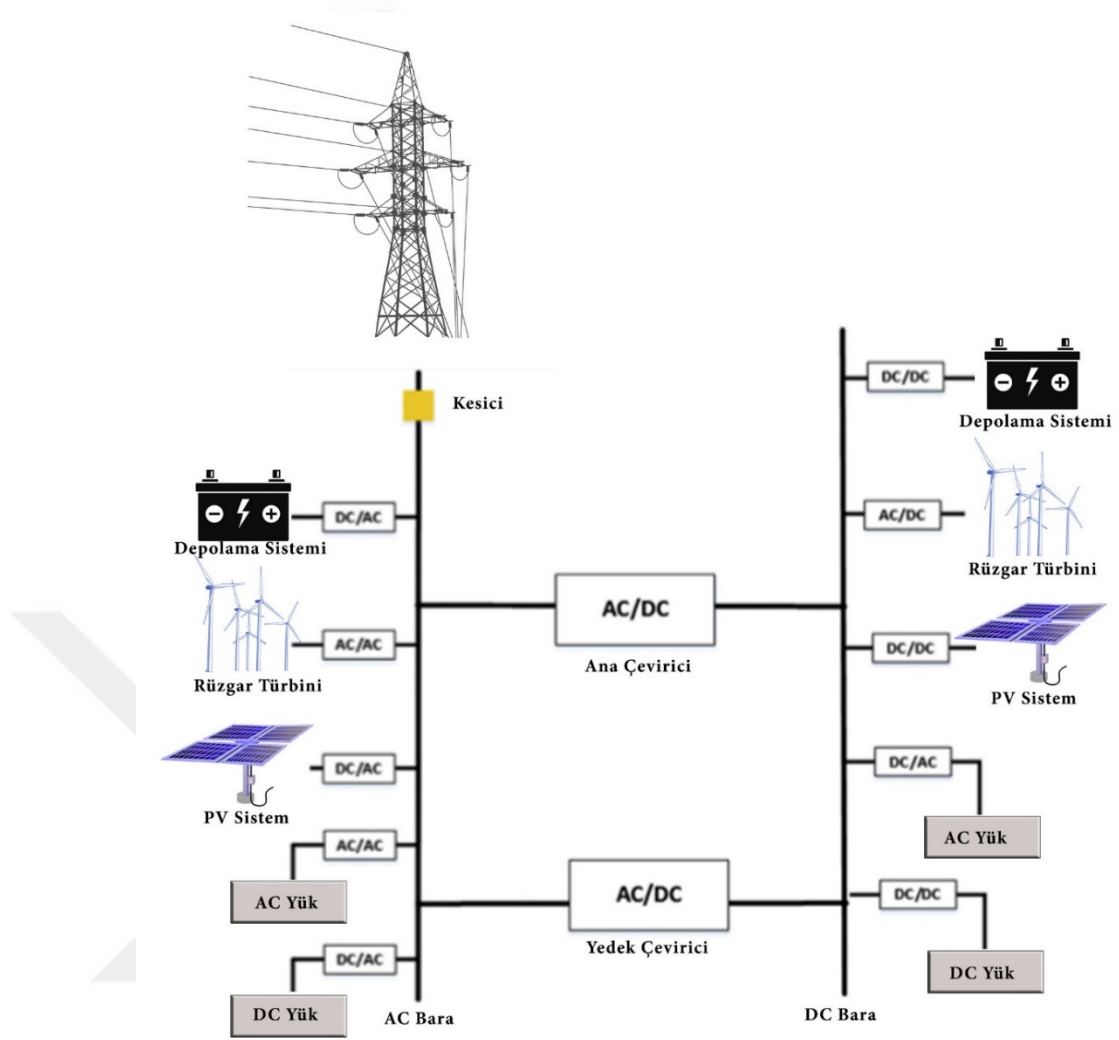 Kesici
DC/DC
Depolama Sistemi
DC/AC
Depolama Sistemi
AC/DC
Rüzgar Türbini
AC/AC
Rüzgar Türbini
AC/DC
Ana Çevirici
DC/DC
PV Sistem
DC/AC
PV Sistem
DC/AC
AC Yük
AC/AC
AC Yük
AC/DC
Yedek Çevirici
DC/DC
DC Yük
DC/AC
DC Yük
AC Bara
DC Bara